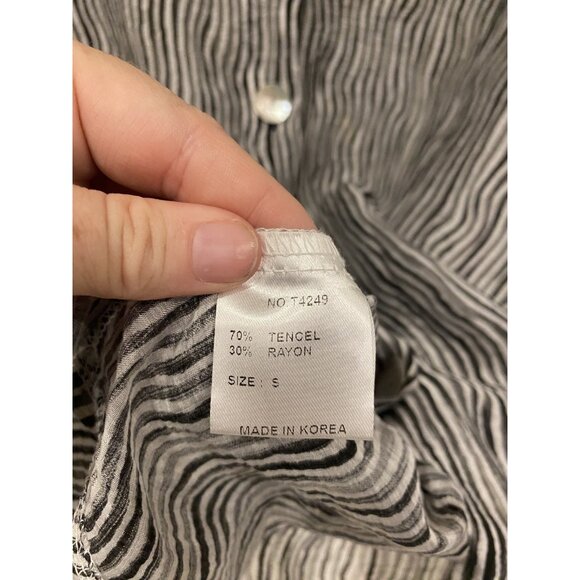 NO T4249
70% TENCEL
30% RAYON
SIZE : S
MADE IN KOREA